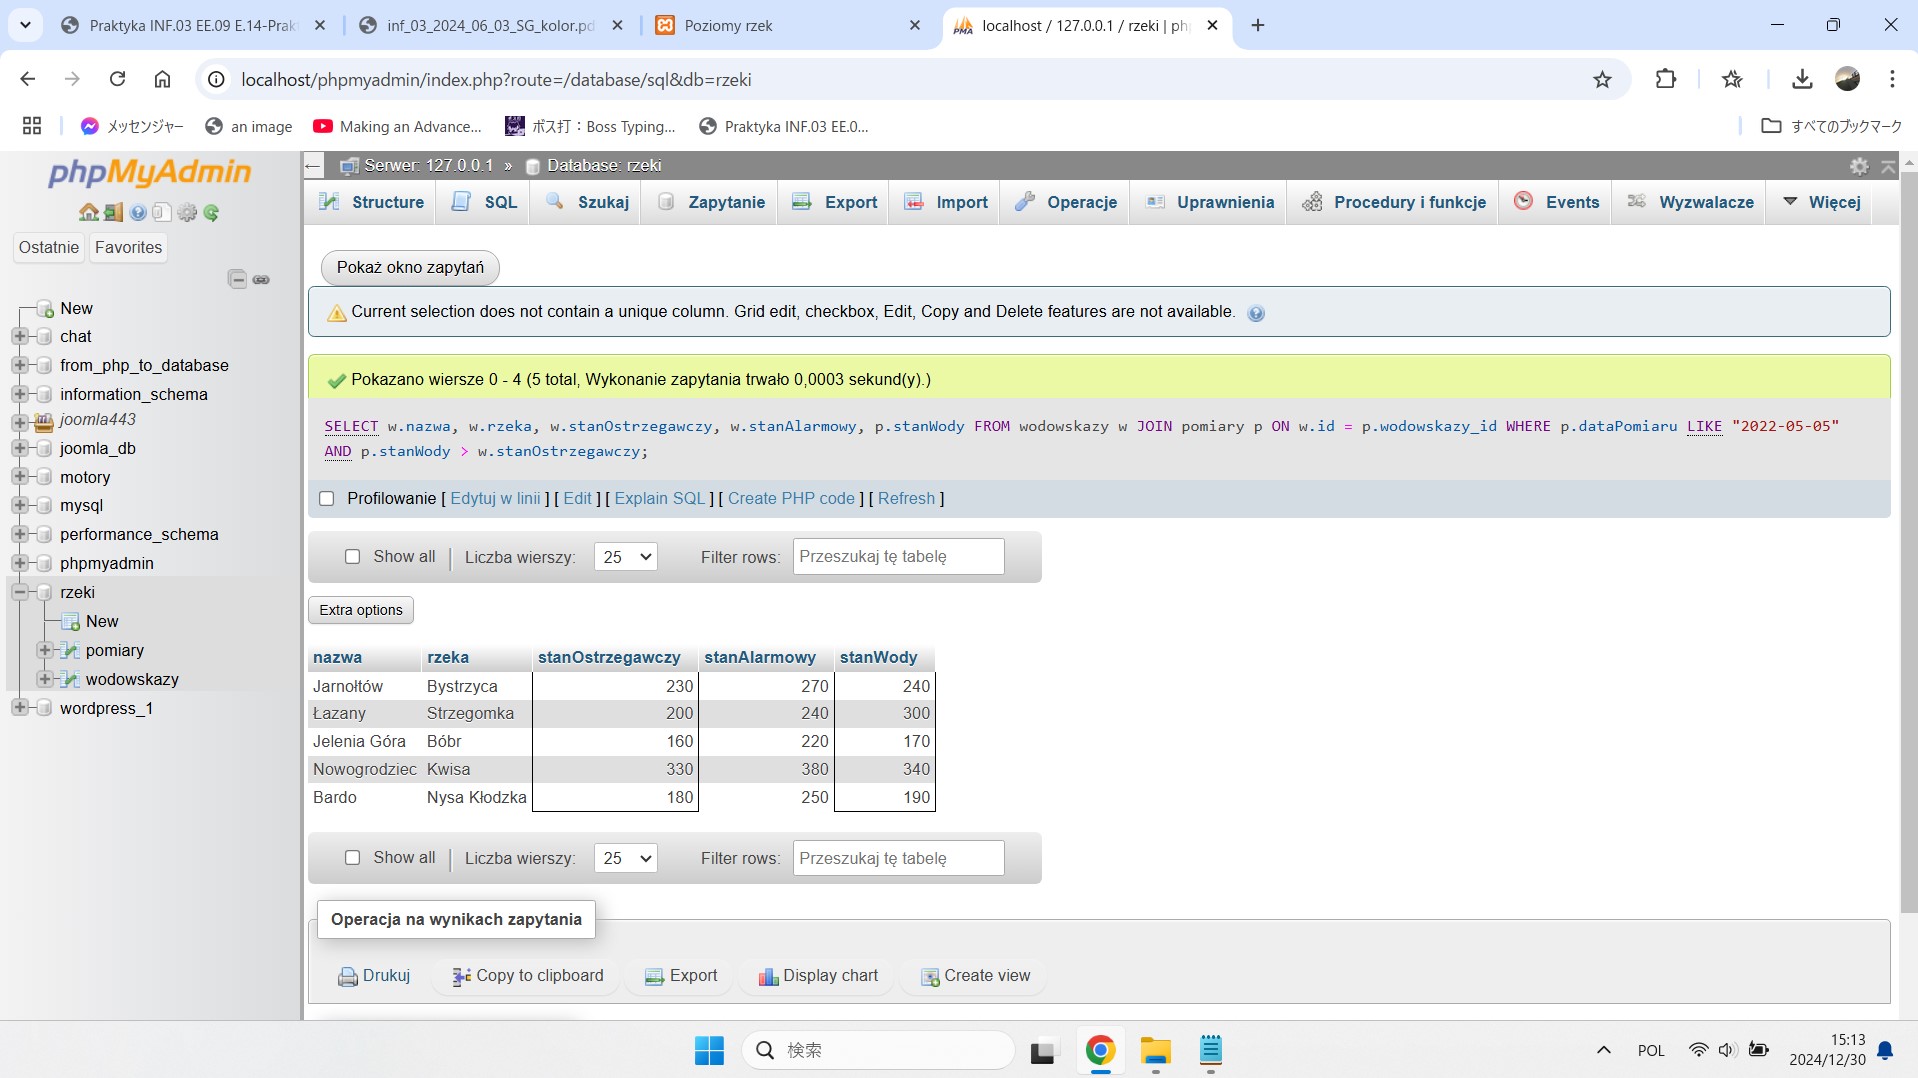 Praktyka INF.03 EE.09 E.14-Prak
inf_03_2024_06_03_SG_kolor.pd
Poziomy rzek
localhost / 127.0.0.1 / rzeki | ph
localhost/phpmyadmin/index.php?route=/database/sql&db=rzeki
メッセンジャー
an image
Making an Advance...
ボス打：Boss Typing...
Praktyka INF.03 EE.0...
すべてのブックマーク
phpMyAdmin
Ostatnie
Favorites
New
chat
from_php_to_database
information_schema
joomla443
joomla_db
motory
mysql
performance_schema
phpmyadmin
rzeki
New
pomiary
wodowskazy
wordpress_1
Serwer: 127.0.0.1 » Database: rzeki
Structure
SQL
Szukaj
Zapytanie
Export
Import
Operacje
Uprawnienia
Procedury i funkcje
Events
Wyzwalacze
Więcej
Pokaż okno zapytań
Current selection does not contain a unique column. Grid edit, checkbox, Edit, Copy and Delete features are not available.
Pokazano wiersze 0 - 4 (5 total, Wykonanie zapytania trwało 0,0003 sekund(y).)
SELECT w.nazwa, w.rzeka, w.stanOstrzegawczy, w.stanAlarmowy, p.stanWody FROM wodowskazy w JOIN pomiary p ON w.id = p.wodowskazy_id WHERE p.dataPomiaru LIKE "2022-05-05"
AND p.stanWody > w.stanOstrzegawczy;
Profilowanie [ Edytuj w linii ] [ Edit ] [ Explain SQL ] [ Create PHP code ] [ Refresh ]
Show all
Liczba wierszy: 25
Filter rows: Przeszukaj tę tabelę
Extra options
nazwa rzeka stanOstrzegawczy stanAlarmowy stanWody
Jarnołtów Bystrzyca 230 270 240
Łazany Strzegomka 200 240 300
Jelenia Góra Bóbr 160 220 170
Nowogrodziec Kwisa 330 380 340
Bardo Nysa Kłodzka 180 250 190
Show all
Liczba wierszy: 25
Filter rows: Przeszukaj tę tabelę
Operacja na wynikach zapytania
Drukuj
Copy to clipboard
Export
Display chart
Create view
検索
POL
15:13
2024/12/30